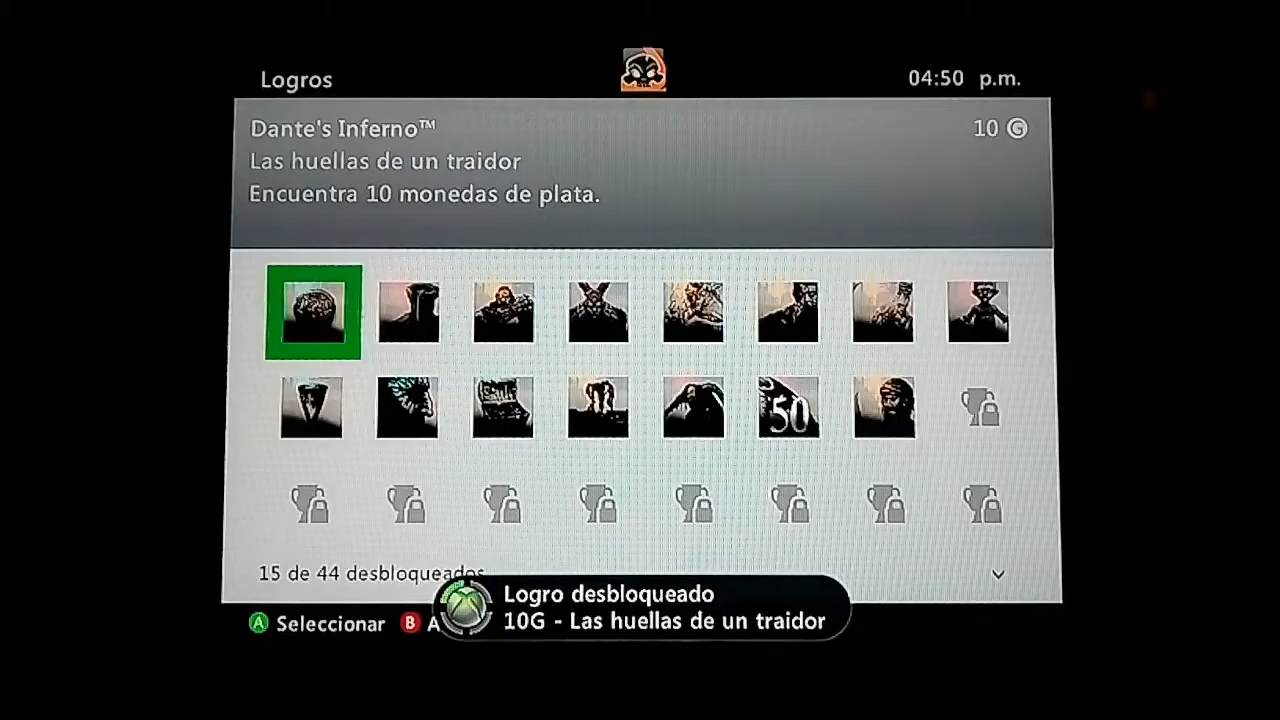 Logros
04:50 p.m.
Dante's Inferno™
10 G
Las huellas de un traidor
Encuentra 10 monedas de plata.
50
15 de 44 desbloqueados
Logro desbloqueado
10G - Las huellas de un traidor
A Seleccionar B A